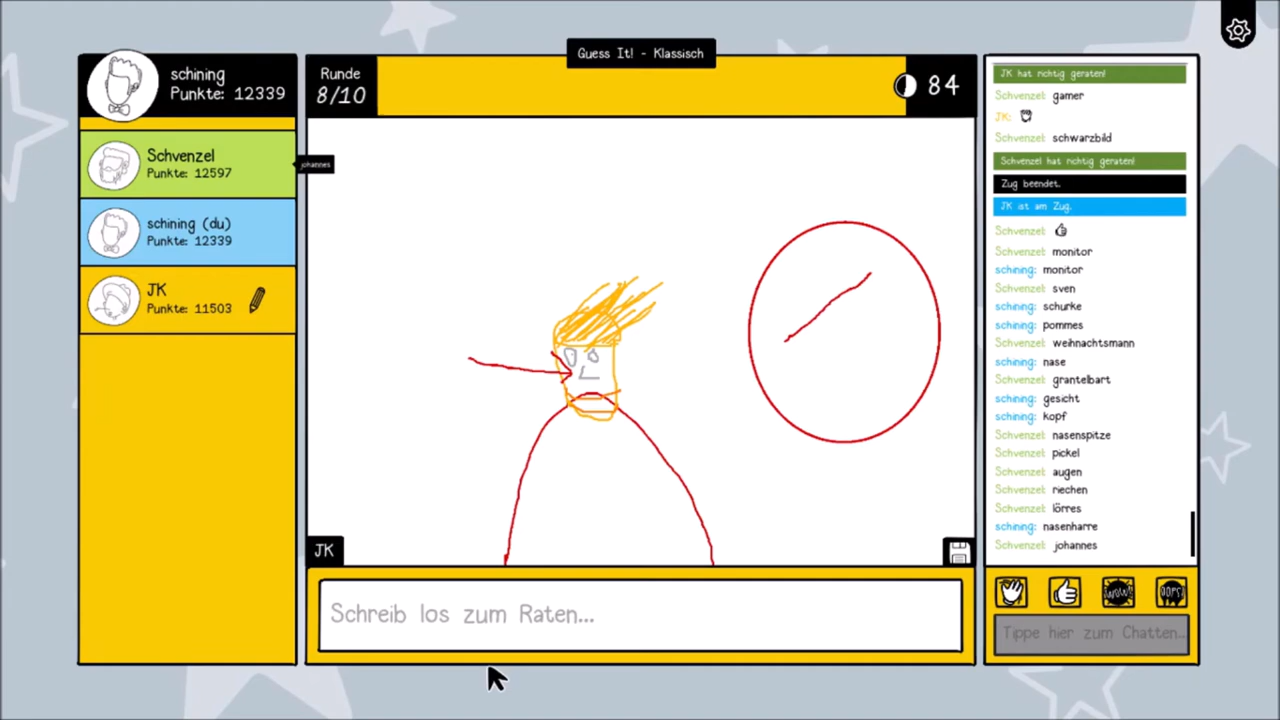 Guess It! - Klassisch
schining
Punkte: 12339
Schvenzel
Punkte: 12597
johannes
schining (du)
Punkte: 12339
JK
Punkte: 11503
Runde
8/10
84
JK
Schreib los zum Raten...
JK hat richtig geraten!
Schvenzel: gamer
JK:
Schvenzel: schwarzbild
Schvenzel hat richtig geraten!
Zug beendet.
JK ist am Zug.
Schvenzel:
Schvenzel: monitor
schining: monitor
Schvenzel: sven
schining: schurke
schining: pommes
Schvenzel: weihnachtsmann
schining: nase
Schvenzel: grantelbart
schining: gesicht
schining: kopf
Schvenzel: nasenspitze
Schvenzel: pickel
Schvenzel: augen
Schvenzel: riechen
Schvenzel: lörres
schining: nasenharre
Schvenzel: johannes
WOW!
OOPS!
Tippe hier zum Chatten...